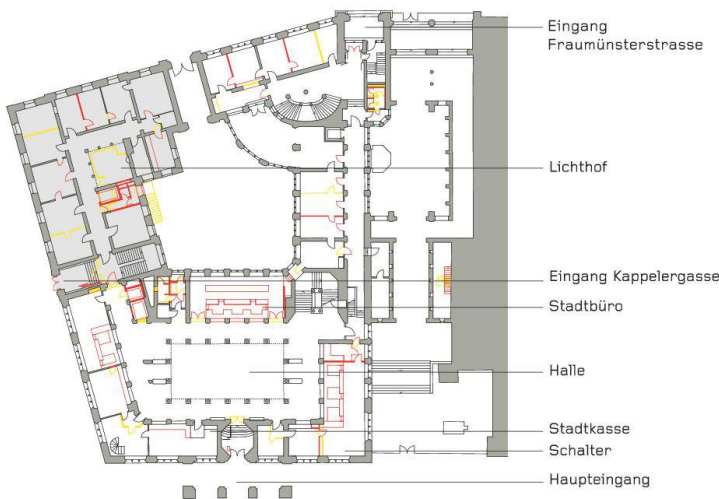 Eingang
Fraumünsterstrasse
Lichthof
Eingang Kappelergasse
Stadtbüro
Halle
Stadtkasse
Schalter
Haupteingang